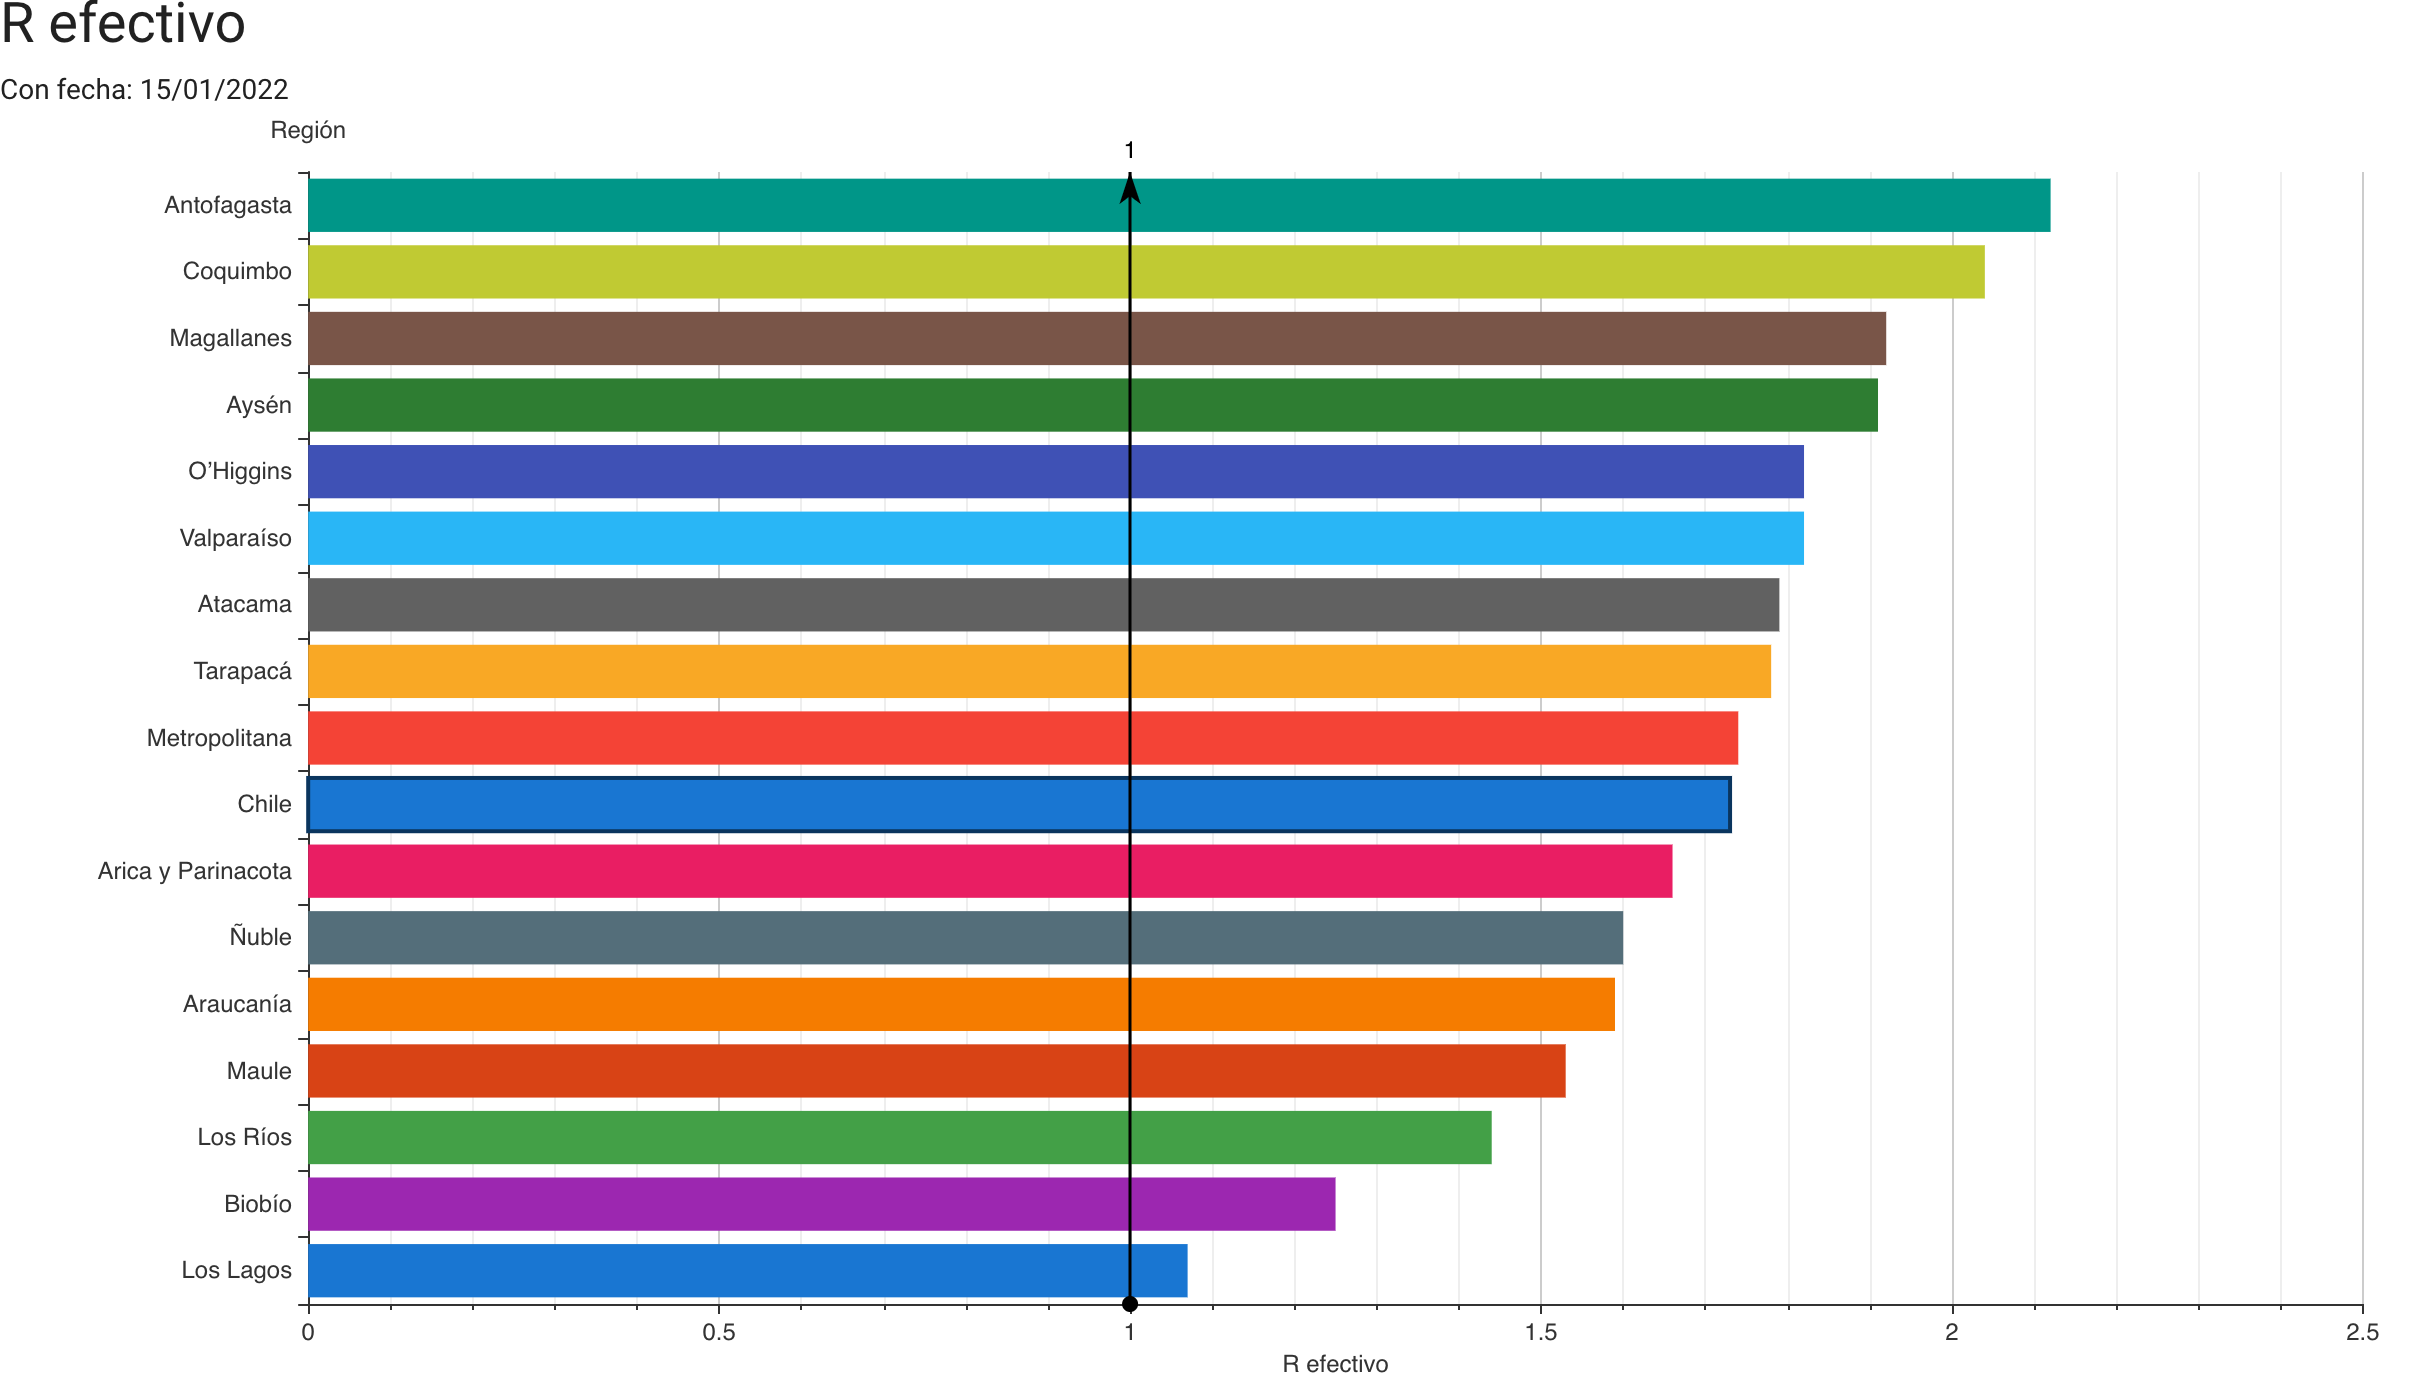 R efectivo
Con fecha: 15/01/2022
Región
1
Antofagasta
Coquimbo
Magallanes
Aysén
O’Higgins
Valparaíso
Atacama
Tarapacá
Metropolitana
Chile
Arica y Parinacota
Ñuble
Araucanía
Maule
Los Ríos
Biobío
Los Lagos
0 0.5 1 1.5 2 2.5
R efectivo